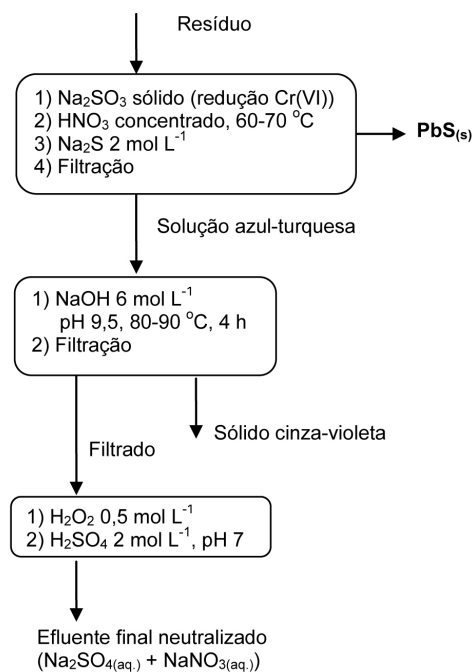 Resíduo
1) Na₂SO₃ sólido (redução Cr(VI))
2) HNO₃ concentrado, 60-70 °C
3) Na₂S 2 mol L⁻¹
4) Filtração
PbS₍ₛ₎
Solução azul-turquesa
1) NaOH 6 mol L⁻¹
pH 9,5, 80-90 °C, 4 h
2) Filtração
Sólido cinza-violeta
Filtrado
1) H₂O₂ 0,5 mol L⁻¹
2) H₂SO₄ 2 mol L⁻¹, pH 7
Efluente final neutralizado
(Na₂SO₄(aq.) + NaNO₃(aq.))